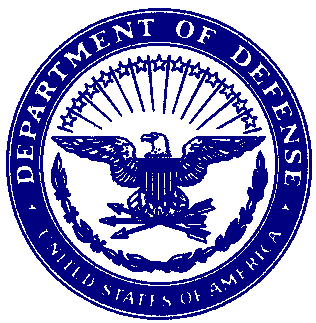 DEPARTMENT OF DEFENSE
UNITED STATES OF AMERICA